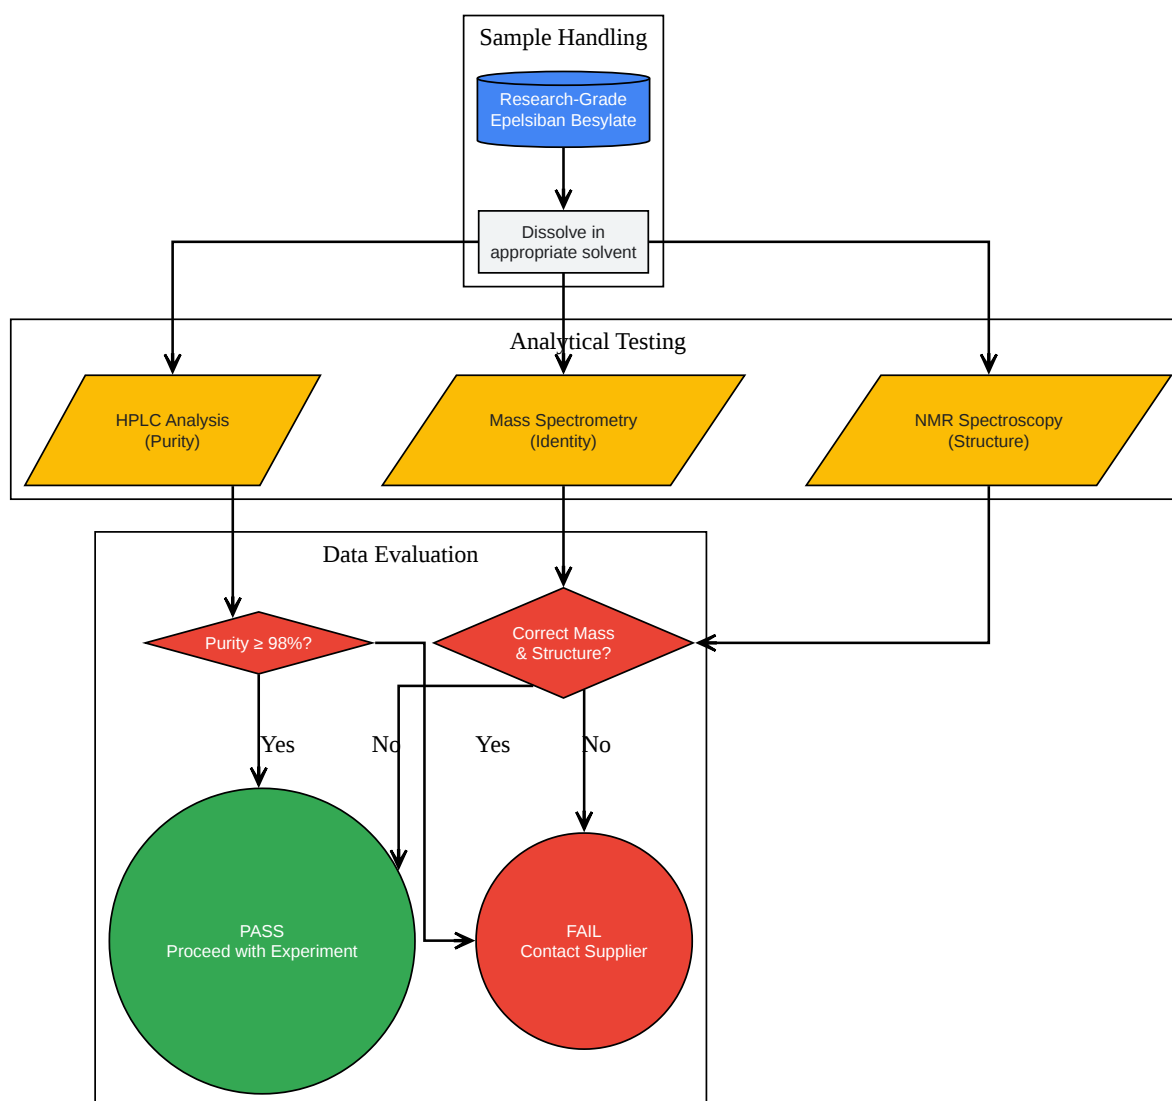 Sample Handling
Research-Grade
Epelsiban Besylate
Dissolve in
appropriate solvent
Analytical Testing
HPLC Analysis
(Purity)
Mass Spectrometry
(Identity)
NMR Spectroscopy
(Structure)
Data Evaluation
Purity ≥ 98%?
Correct Mass
& Structure?
Yes
No
Yes
No
PASS
Proceed with Experiment
FAIL
Contact Supplier